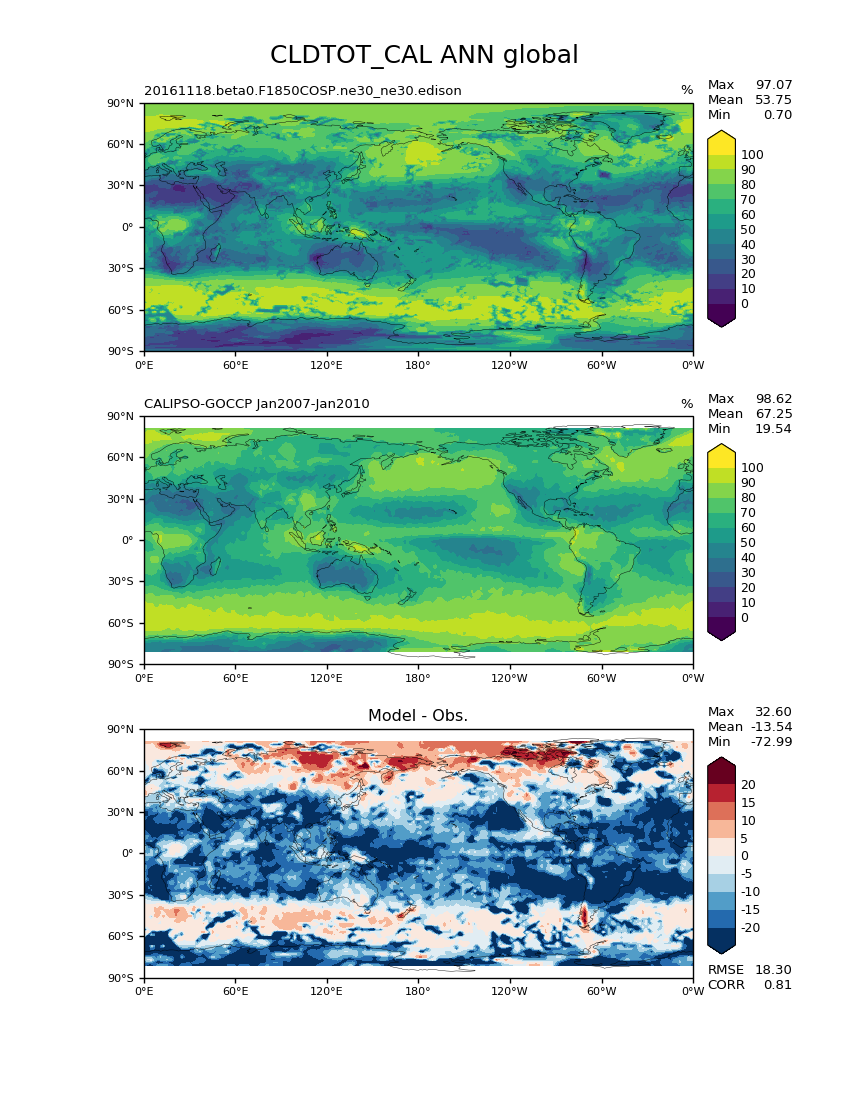 CLDTOT_CAL ANN global
20161118.beta0.F1850COSP.ne30_ne30.edison %
Max 97.07
Mean 53.75
Min 0.70
90°N
60°N
30°N
0°
30°S
60°S
90°S
0°E 60°E 120°E 180° 120°W 60°W 0°W
100
90
80
70
60
50
40
30
20
10
0
CALIPSO-GOCCP Jan2007-Jan2010 %
Max 98.62
Mean 67.25
Min 19.54
90°N
60°N
30°N
0°
30°S
60°S
90°S
0°E 60°E 120°E 180° 120°W 60°W 0°W
100
90
80
70
60
50
40
30
20
10
0
Model - Obs.
Max 32.60
Mean -13.54
Min -72.99
90°N
60°N
30°N
0°
30°S
60°S
90°S
0°E 60°E 120°E 180° 120°W 60°W 0°W
20
15
10
5
0
-5
-10
-15
-20
RMSE 18.30
CORR 0.81